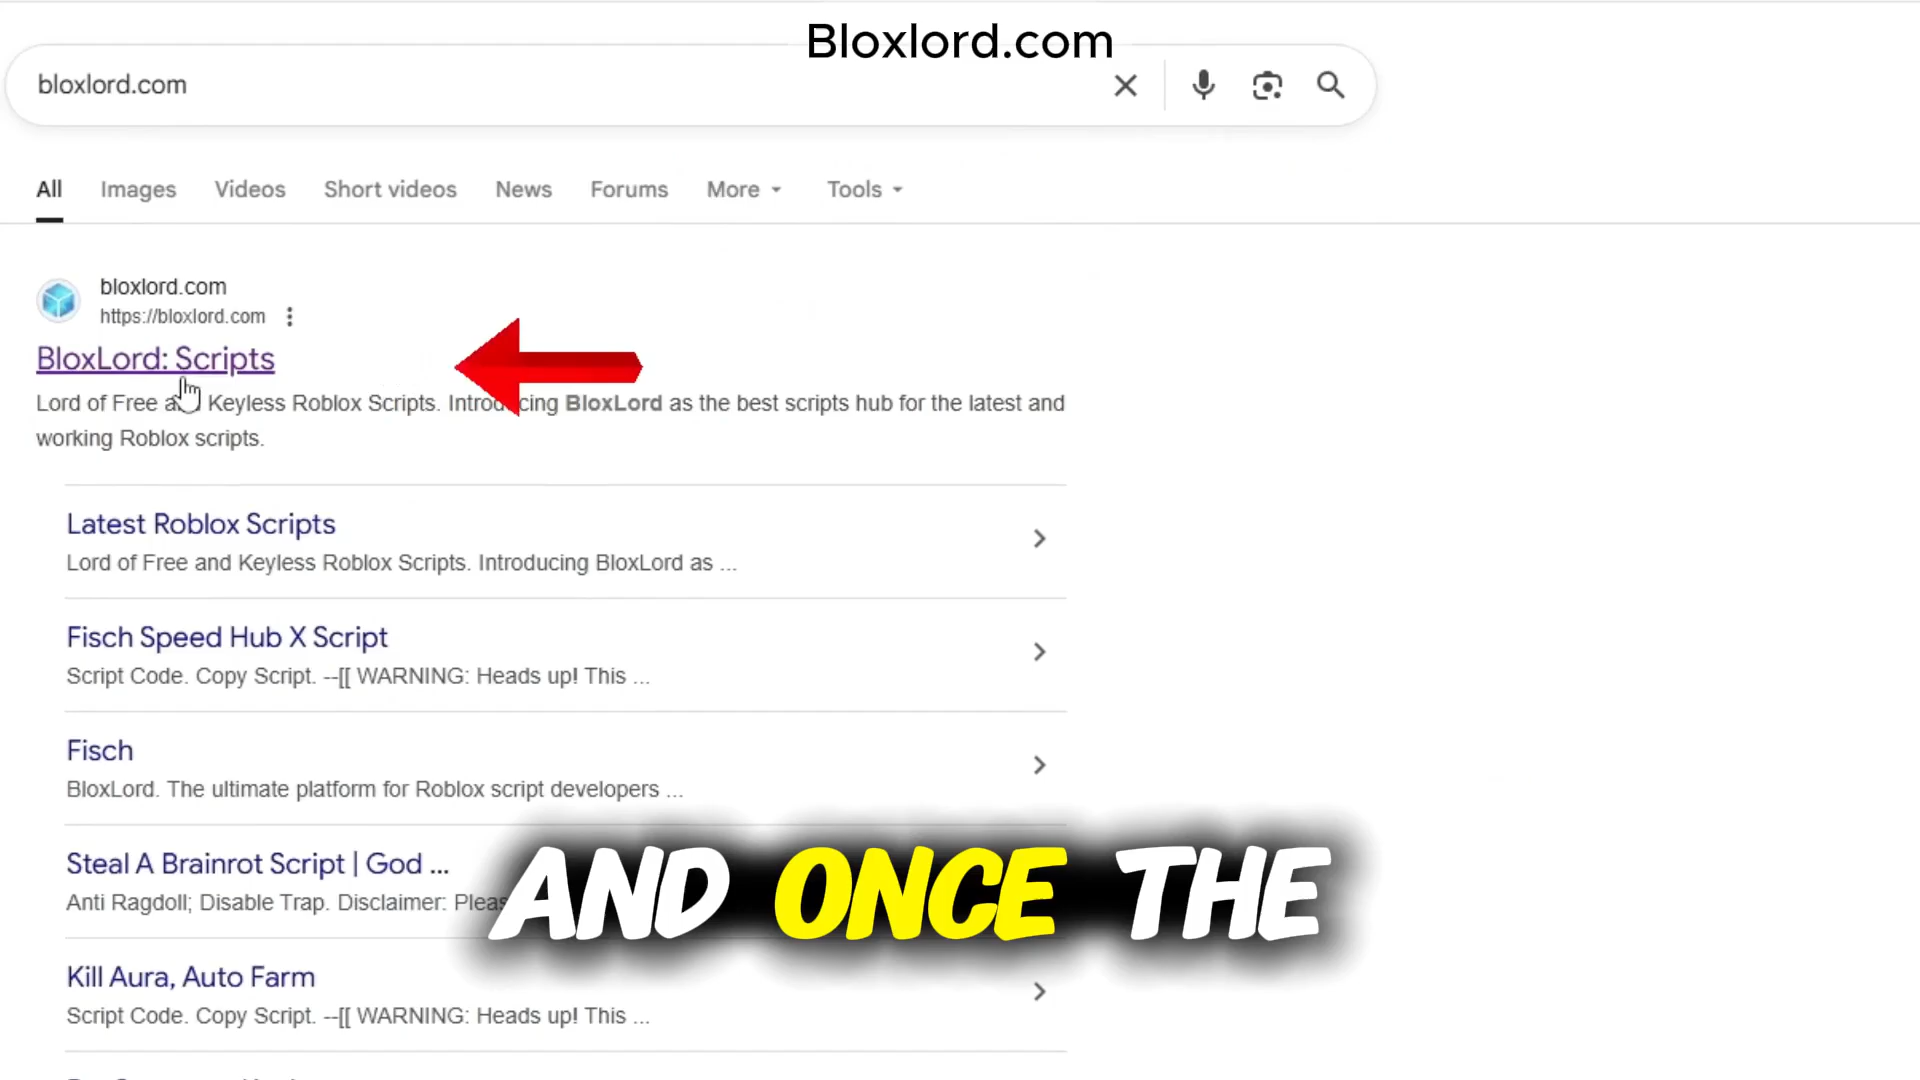 Bloxlord.com
bloxlord.com
All Images Videos Short videos News Forums More Tools
bloxlord.com
https://bloxlord.com
BloxLord: Scripts
Lord of Free Keyless Roblox Scripts. Introducing BloxLord as the best scripts hub for the latest and
working Roblox scripts.
Latest Roblox Scripts
Lord of Free and Keyless Roblox Scripts. Introducing BloxLord as ...
Fisch Speed Hub X Script
Script Code. Copy Script. --[[ WARNING: Heads up! This ...
Fisch
BloxLord. The ultimate platform for Roblox script developers ...
Steal A Brainrot Script | God ...
Anti Ragdoll; Disable Trap. Disclaimer:
AND ONCE THE
Kill Aura, Auto Farm
Script Code. Copy Script. --[[ WARNING: Heads up! This ...